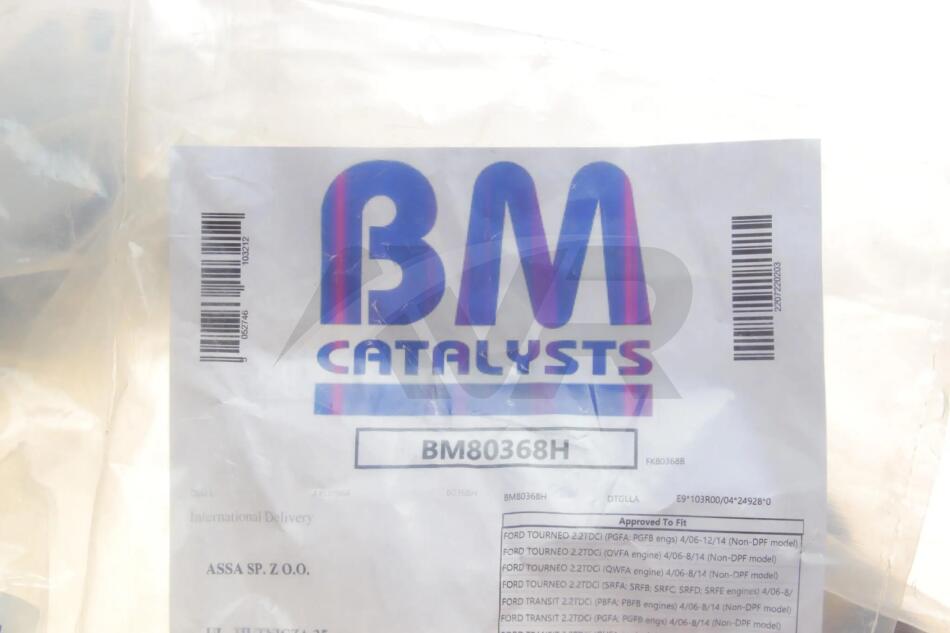 BM
CATALYSTS
103212
9 052746
2207220203
BM80368H
FK80368B
BM80368H DTGLLA E9*103R00/04*24928*0
International Delivery
ASSA SP. Z O.O.
Approved To Fit
FORD TOURNEO 2.2TDCi (PGFA; PGFB engs) 4/06-12/14 (Non-DPF model)
FORD TOURNEO 2.2TDCi (QVFA engine) 4/06-8/14 (Non-DPF model)
FORD TOURNEO 2.2TDCi (QWFA engine) 4/06-8/14 (Non-DPF model)
FORD TOURNEO 2.2TDCi (SRFA; SRFB; SRFC, SRFD; SRFE engines) 4/06-8/
FORD TRANSIT 2.2TDCi (PBFA; PBFB engines) 4/06-8/14 (Non-DPF model)
FORD TRANSIT 2.2TDCi (PGFA; PGFB engs) 4/06-8/14 (Non-DPF model)
AVR